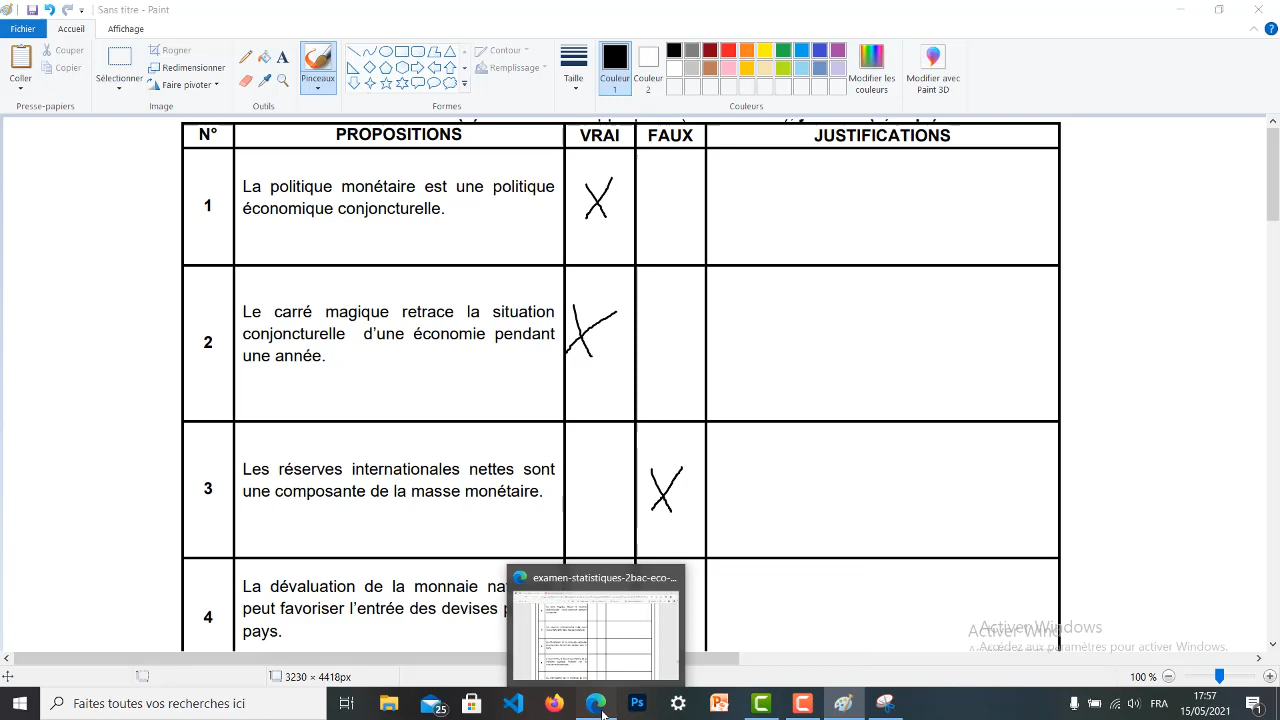 Sans titre - Paint
Fichier Accueil Affichage
Coller
Couper
Copier
Presse-papiers
Sélectionner
Rogner
Redimensionner
Faire pivoter
Image
Outils
Pinceaux
Formes
Contour
Remplissage
Taille
Couleur 1
Couleur 2
Couleurs
Modifier les couleurs
Modifier avec Paint 3D
N° PROPOSITIONS VRAI FAUX JUSTIFICATIONS
1
La politique monétaire est une politique
économique conjoncturelle.
X
2
Le carré magique retrace la situation
conjoncturelle d'une économie pendant
une année.
X
3
Les réserves internationales nettes sont
une composante de la masse monétaire.
X
4
La dévaluation de la monnaie na
peut favoriser l'entrée des devises
pays.
examen-statistiques-2bac-eco-...
Activer Windows
Accédez aux paramètres pour activer Windows.
3230 × 4418px
100 %
Taper ici pour rechercher
25
Ps
FRA
17:57
15/05/2021